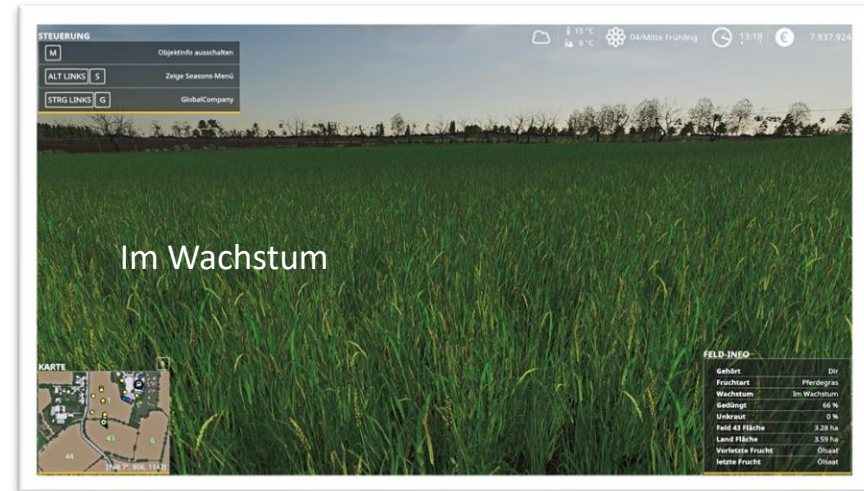 STEUERUNG
M Objektinfo ausschalten
ALT LINKS S Zeige Seasons-Menü
STRG LINKS G GlobalCompany
15 °C
6 °C
04/Mitte Frühling
13:18
€ 7,937,924
Im Wachstum
KARTE
43
6
44
FELD-INFO
Gehört Dir
Fruchtart Pferdegras
Wachstum Im Wachstum
Gedüngt 66 %
Unkraut 0 %
Feld 43 Fläche 3.28 ha
Land Fläche 3.59 ha
Vorletzte Frucht Ölsaat
letzte Frucht Ölsaat